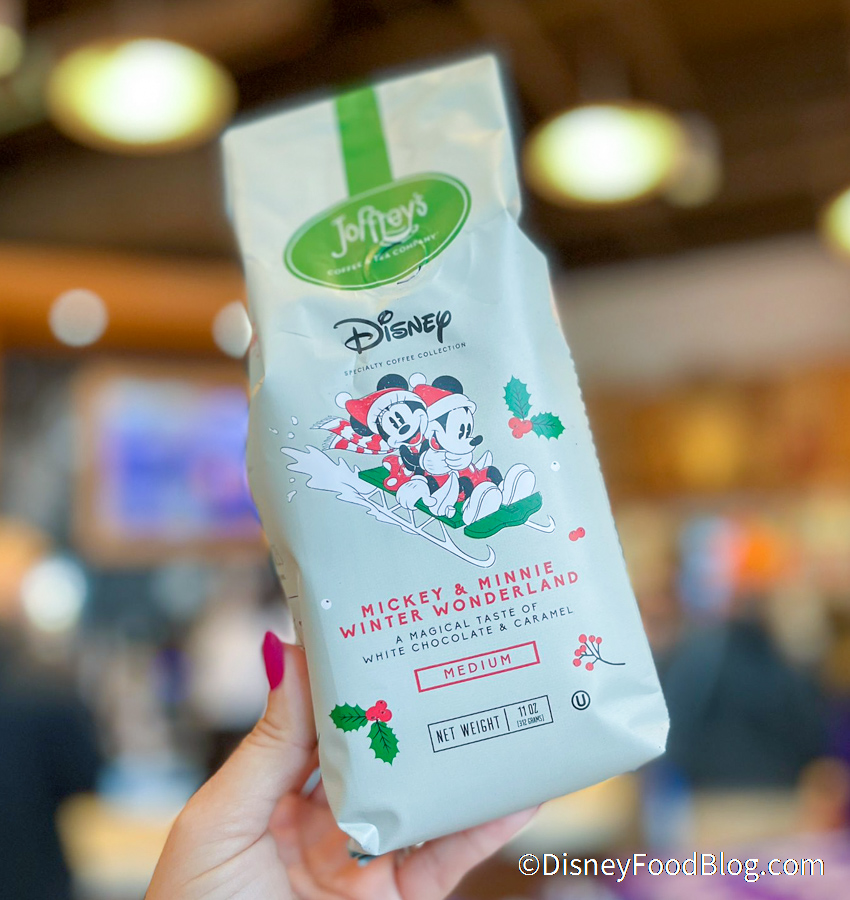 Joffrey's
COFFEE & TEA COMPANY
Disney
SPECIALTY COFFEE COLLECTION
MICKEY & MINNIE
WINTER WONDERLAND
A MAGICAL TASTE OF
WHITE CHOCOLATE & CARAMEL
MEDIUM
NET WEIGHT 11 OZ
(312 GRAMS)
U
©DisneyFoodBlog.com